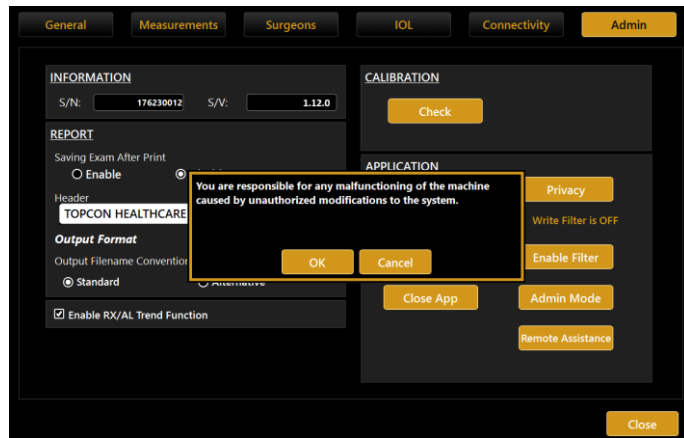 General Measurements Surgeons IOL Connectivity Admin
INFORMATION
S/N: 176230012 S/V: 1.12.0
REPORT
Saving Exam After Print
Enable
Header
TOPCON HEALTHCARE
Output Format
Output Filename Convention
Standard
Enable RX/AL Trend Function
You are responsible for any malfunctioning of the machine
caused by unauthorized modifications to the system.
OK Cancel
CALIBRATION
Check
APPLICATION
Privacy
Write Filter is OFF
Enable Filter
Close App Admin Mode
Remote Assistance
Close